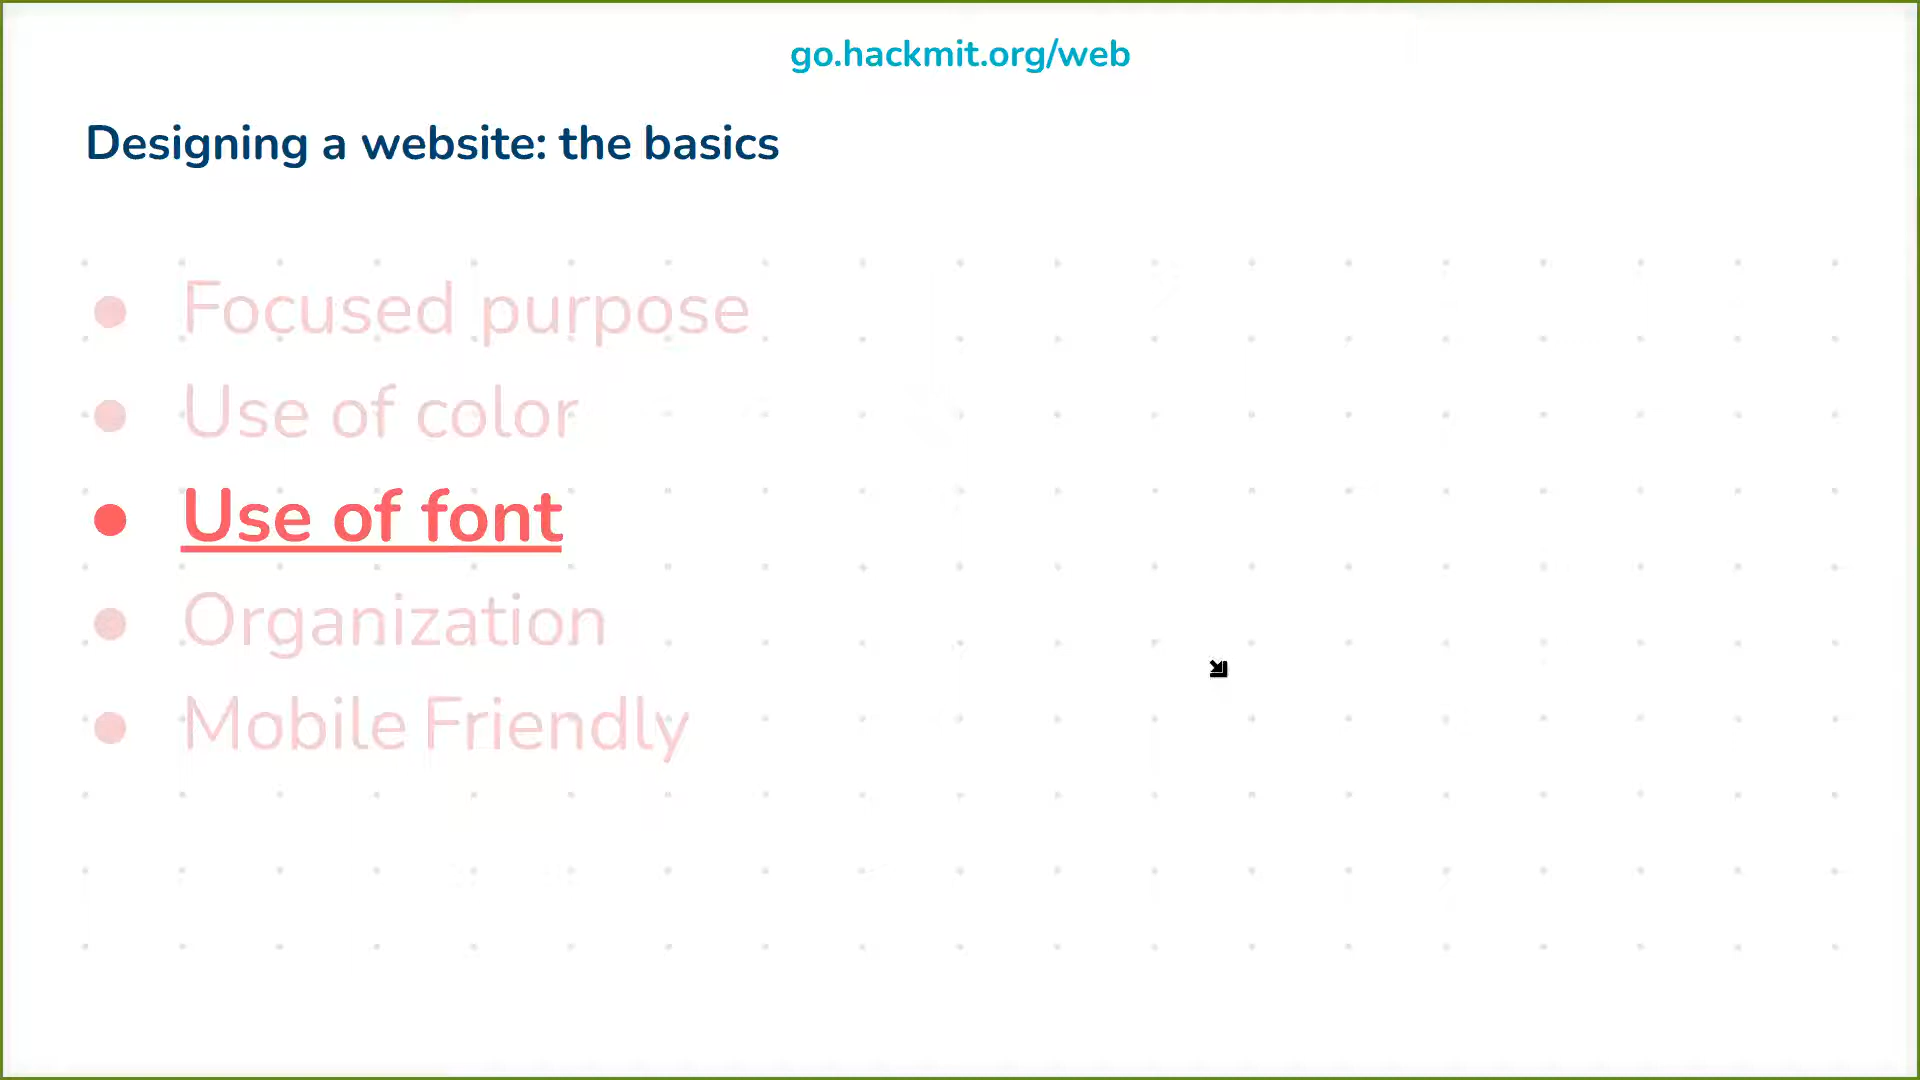 go.hackmit.org/web
Designing a website: the basics
● Focused purpose
● Use of color
● Use of font
● Organization
● Mobile Friendly